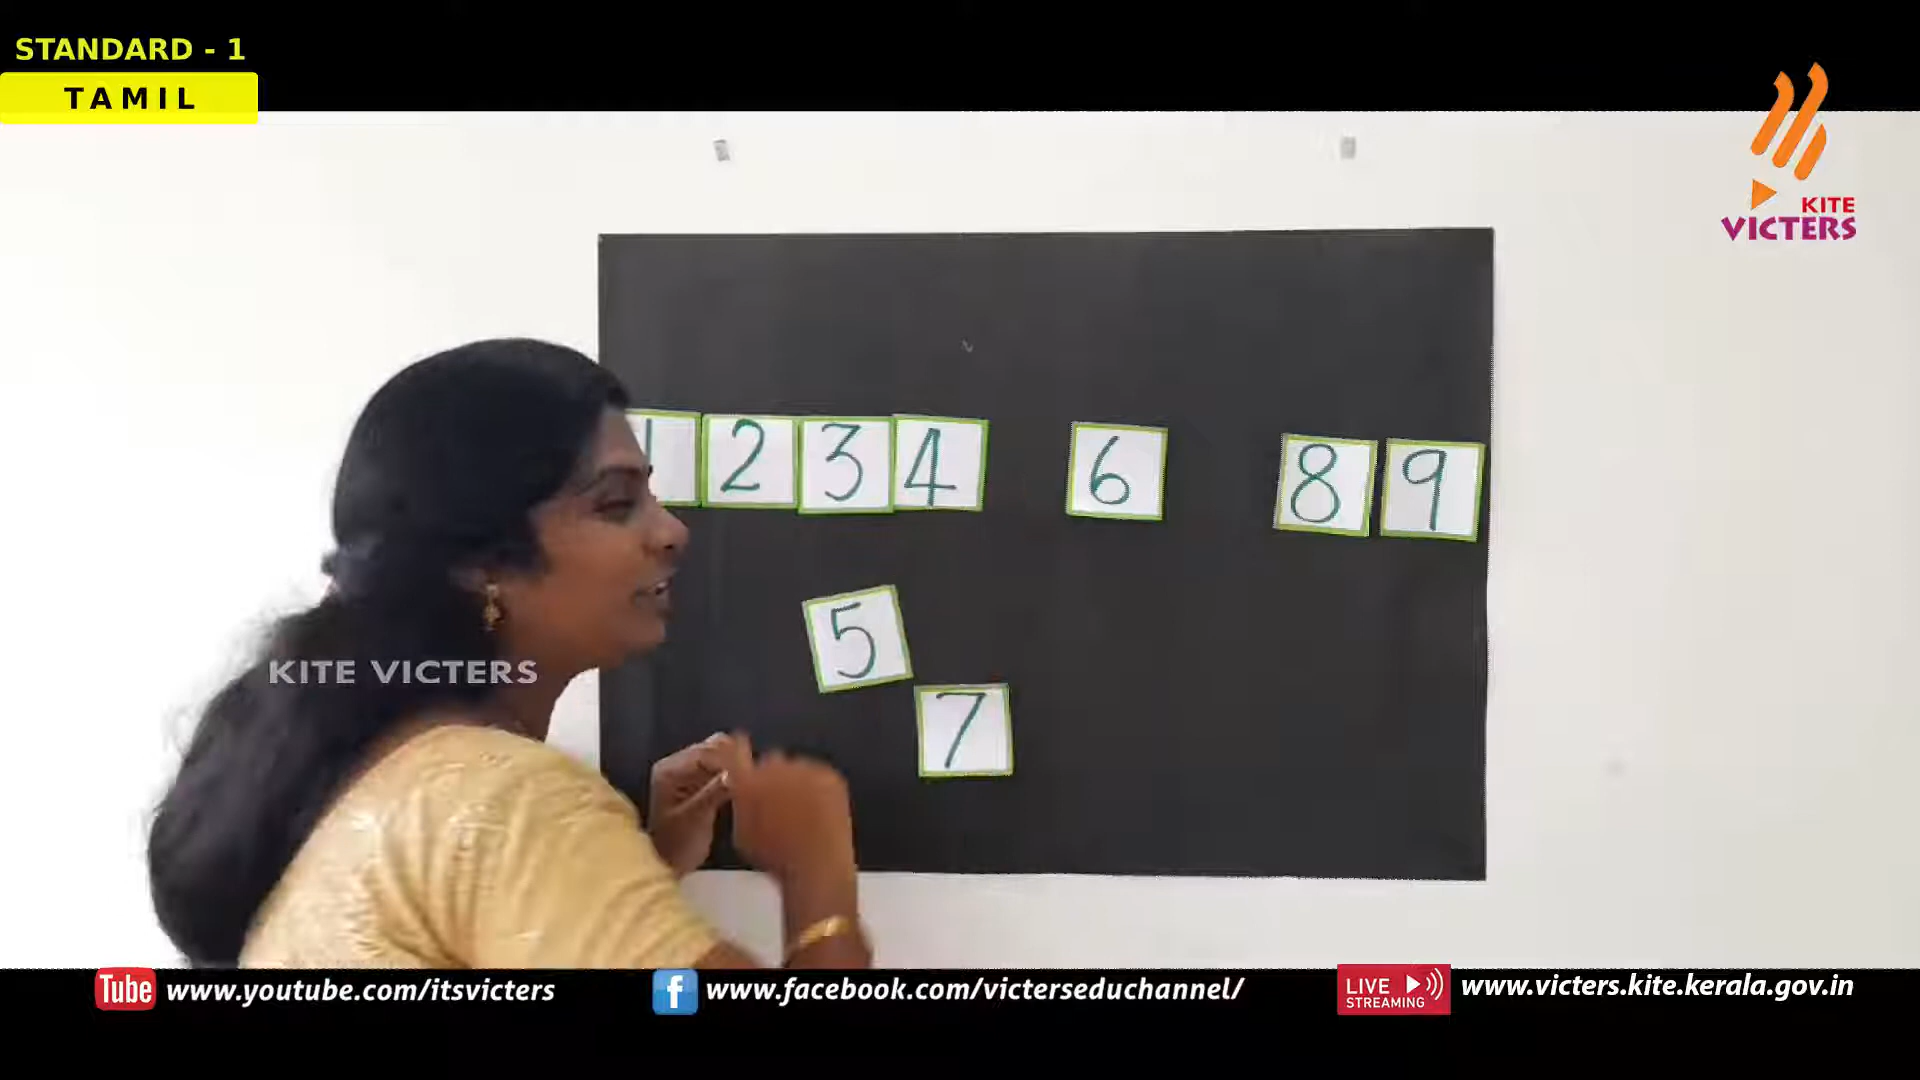 STANDARD - 1
TAMIL
KITE
VICTERS
1 2 3 4 6 8 9
5
7
KITE VICTERS
Tube www.youtube.com/itsvicters
f www.facebook.com/victerseduchannel/
LIVE STREAMING www.victers.kite.kerala.gov.in